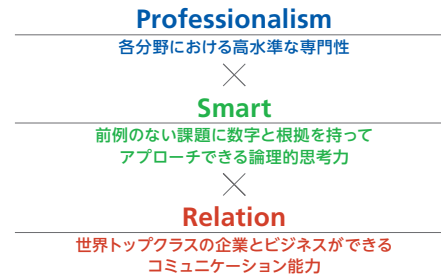 Professionalism
各分野における高水準な専門性
×
Smart
前例のない課題に数字と根拠を持って
アプローチできる論理的思考力
×
Relation
世界トップクラスの企業とビジネスができる
コミュニケーション能力